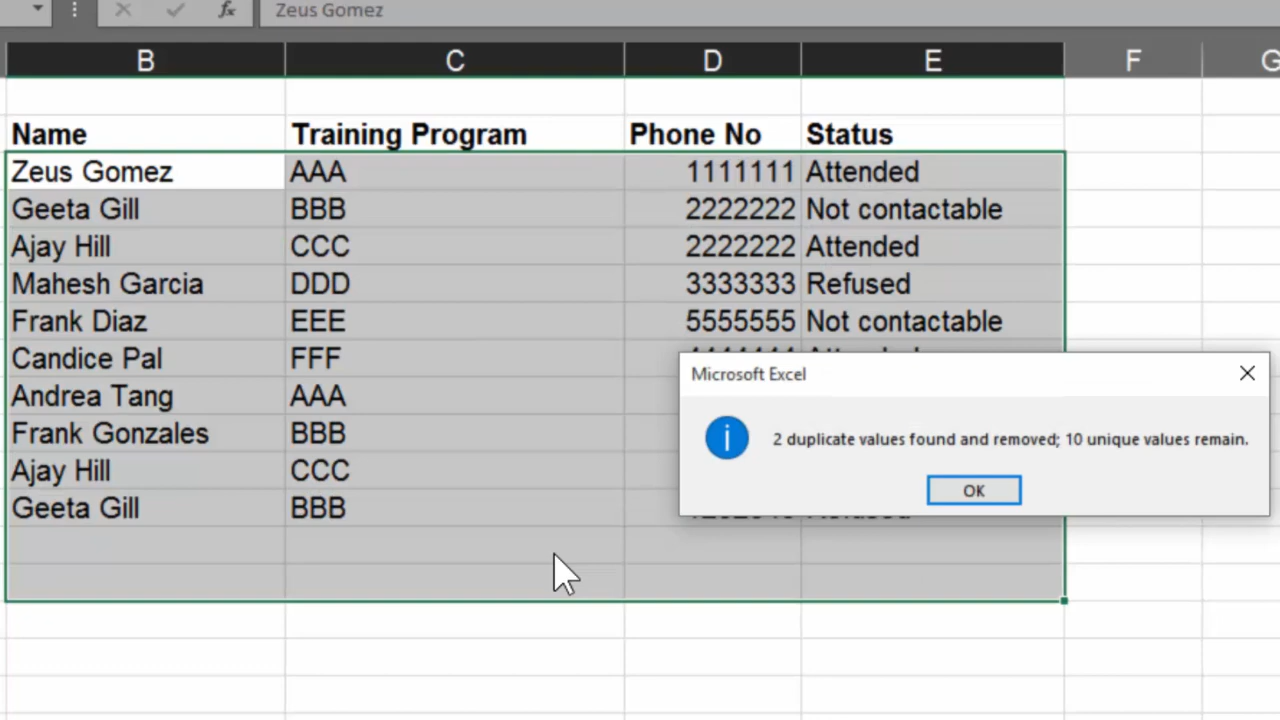 fx Zeus Gomez
B C D E F G
Name Training Program Phone No Status
Zeus Gomez AAA 1111111 Attended
Geeta Gill BBB 2222222 Not contactable
Ajay Hill CCC 2222222 Attended
Mahesh Garcia DDD 3333333 Refused
Frank Diaz EEE 5555555 Not contactable
Candice Pal FFF
Andrea Tang AAA
Frank Gonzales BBB
Ajay Hill CCC
Geeta Gill BBB
Microsoft Excel
2 duplicate values found and removed; 10 unique values remain.
OK